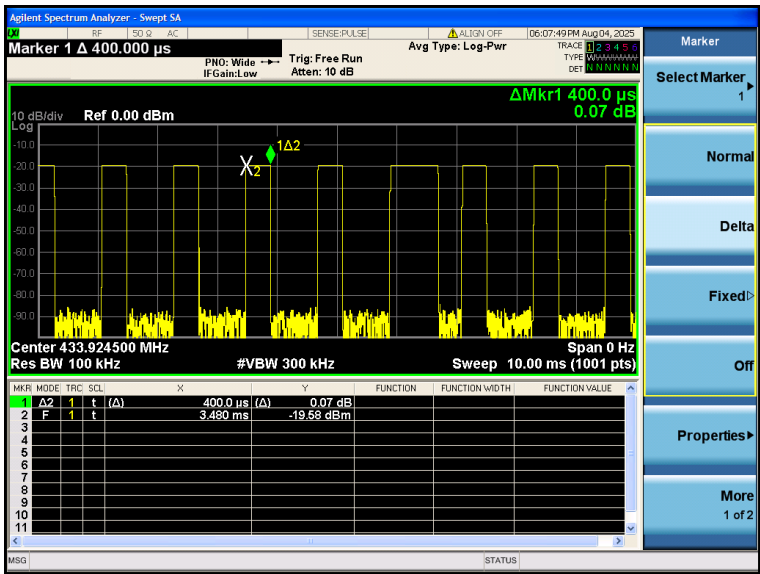 Agilent Spectrum Analyzer - Swept SA
RF 50 Ω AC SENSE:PULSE ALIGN OFF 06:07:49 PM Aug 04, 2025
Marker 1 Δ 400.000 µs
PNO: Wide
IFGain:Low
Trig: Free Run
Atten: 10 dB
Avg Type: Log-Pwr
TRACE 1 2 3 4 5 6
TYPE W
DET N N N N N N
ΔMkr1 400.0 µs
0.07 dB
10 dB/div Ref 0.00 dBm
Log
-10.0
-20.0
-30.0
-40.0
-50.0
-60.0
-70.0
-80.0
-90.0
1Δ2
X2
Center 433.924500 MHz Span 0 Hz
Res BW 100 kHz #VBW 300 kHz Sweep 10.00 ms (1001 pts)
MKR MODE TRC SCL X Y FUNCTION FUNCTION WIDTH FUNCTION VALUE
1 Δ2 1 t (Δ) 400.0 µs (Δ) 0.07 dB
2 F 1 t 3.480 ms -19.58 dBm
3
4
5
6
7
8
9
10
11
MSG STATUS
Marker
Select Marker
1
Normal
Delta
Fixed
Off
Properties
More
1 of 2